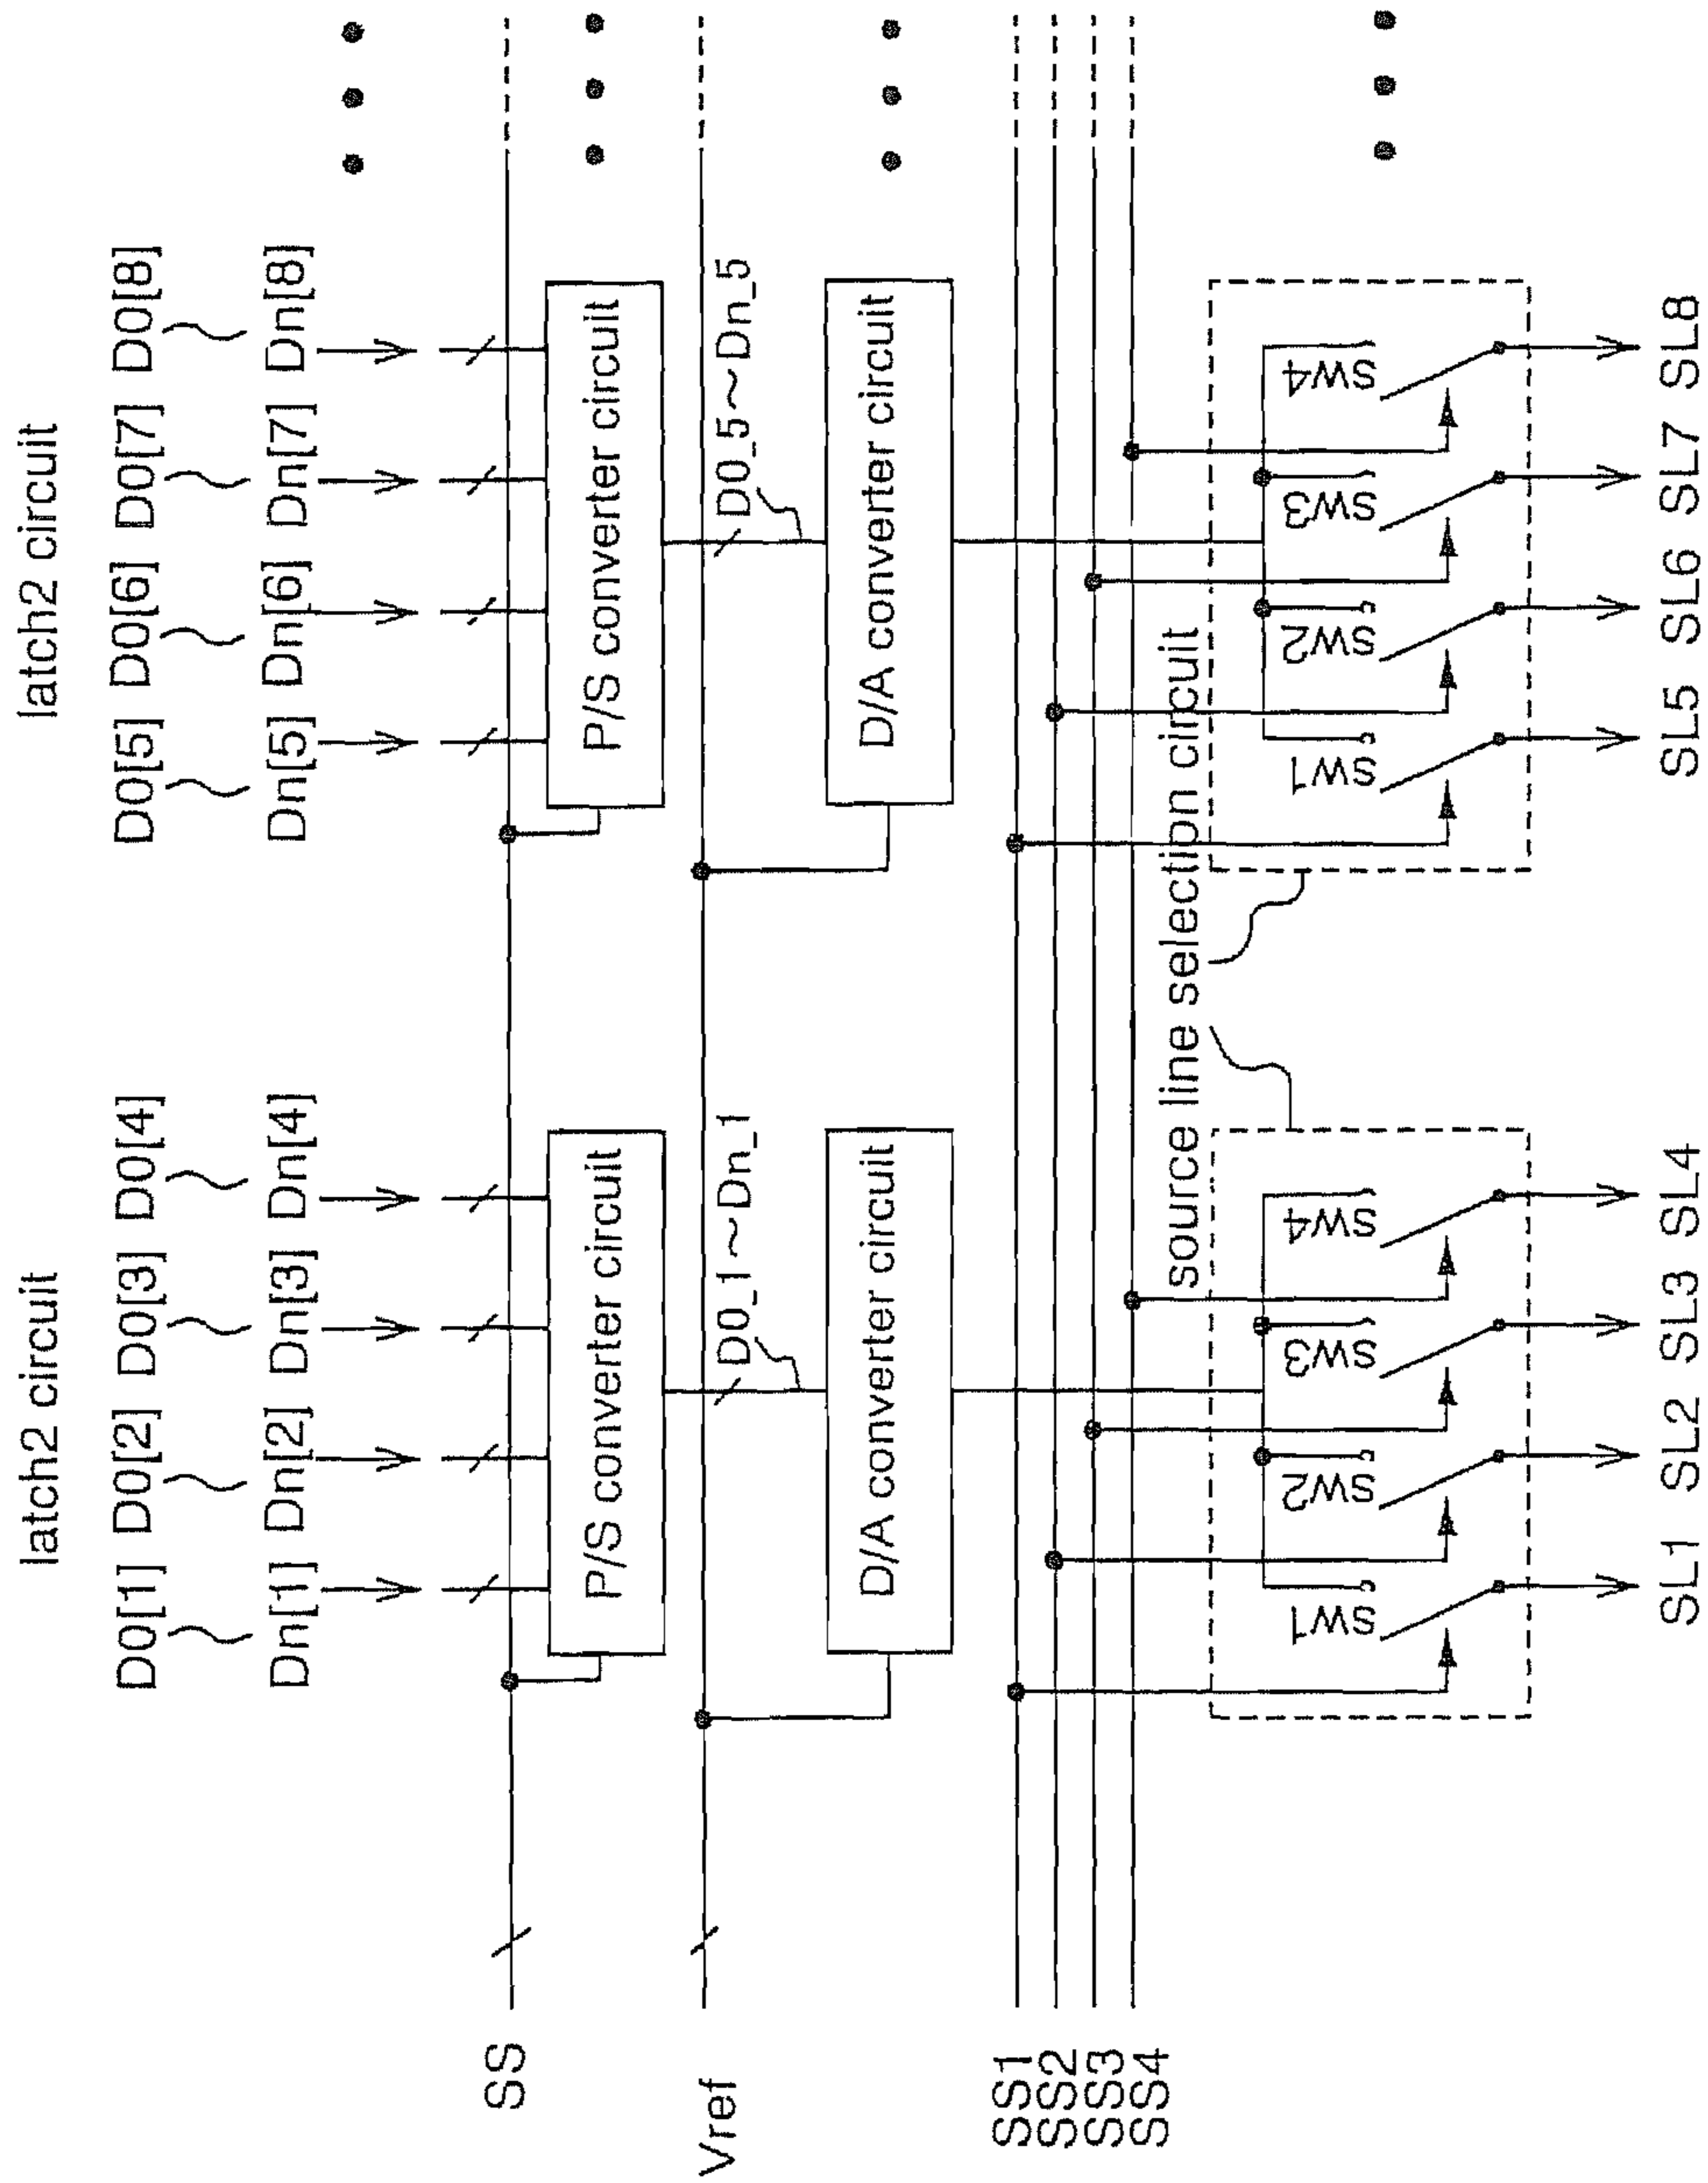 latch2 circuit latch2 circuit
D0[1] D0[2] D0[3] D0[4] D0[5] D0[6] D0[7] D0[8]
Dn[1] Dn[2] Dn[3] Dn[4] Dn[5] Dn[6] Dn[7] Dn[8]
SS
P/S converter circuit P/S converter circuit
Vref
D0_1~Dn_1 D0_5~Dn_5
D/A converter circuit D/A converter circuit
SS1
SS2
SS3
SS4
source line selection circuit
SW1 SW2 SW3 SW4 SW1 SW2 SW3 SW4
SL1 SL2 SL3 SL4 SL5 SL6 SL7 SL8